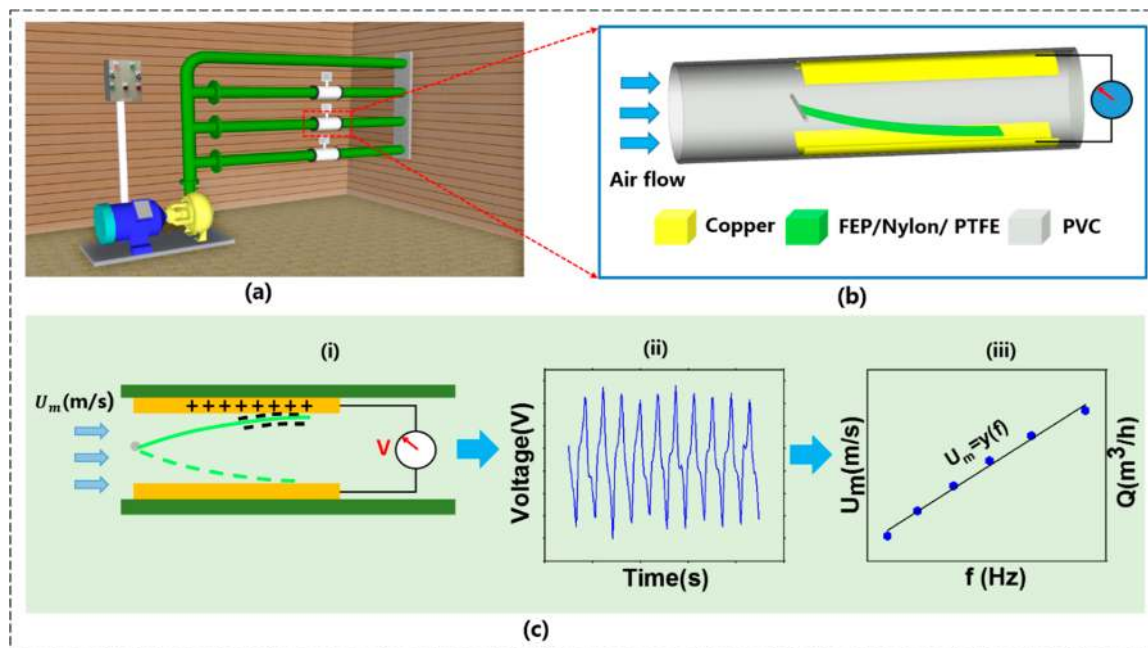 Air flow
Copper
FEP/Nylon/ PTFE
PVC
(a)
(b)
(i)
(ii)
(iii)
U_m(m/s)
++++++++
V
Voltage(V)
Time(s)
U_m(m/s)
U_m=y(f)
Q(m³/h)
f (Hz)
(c)